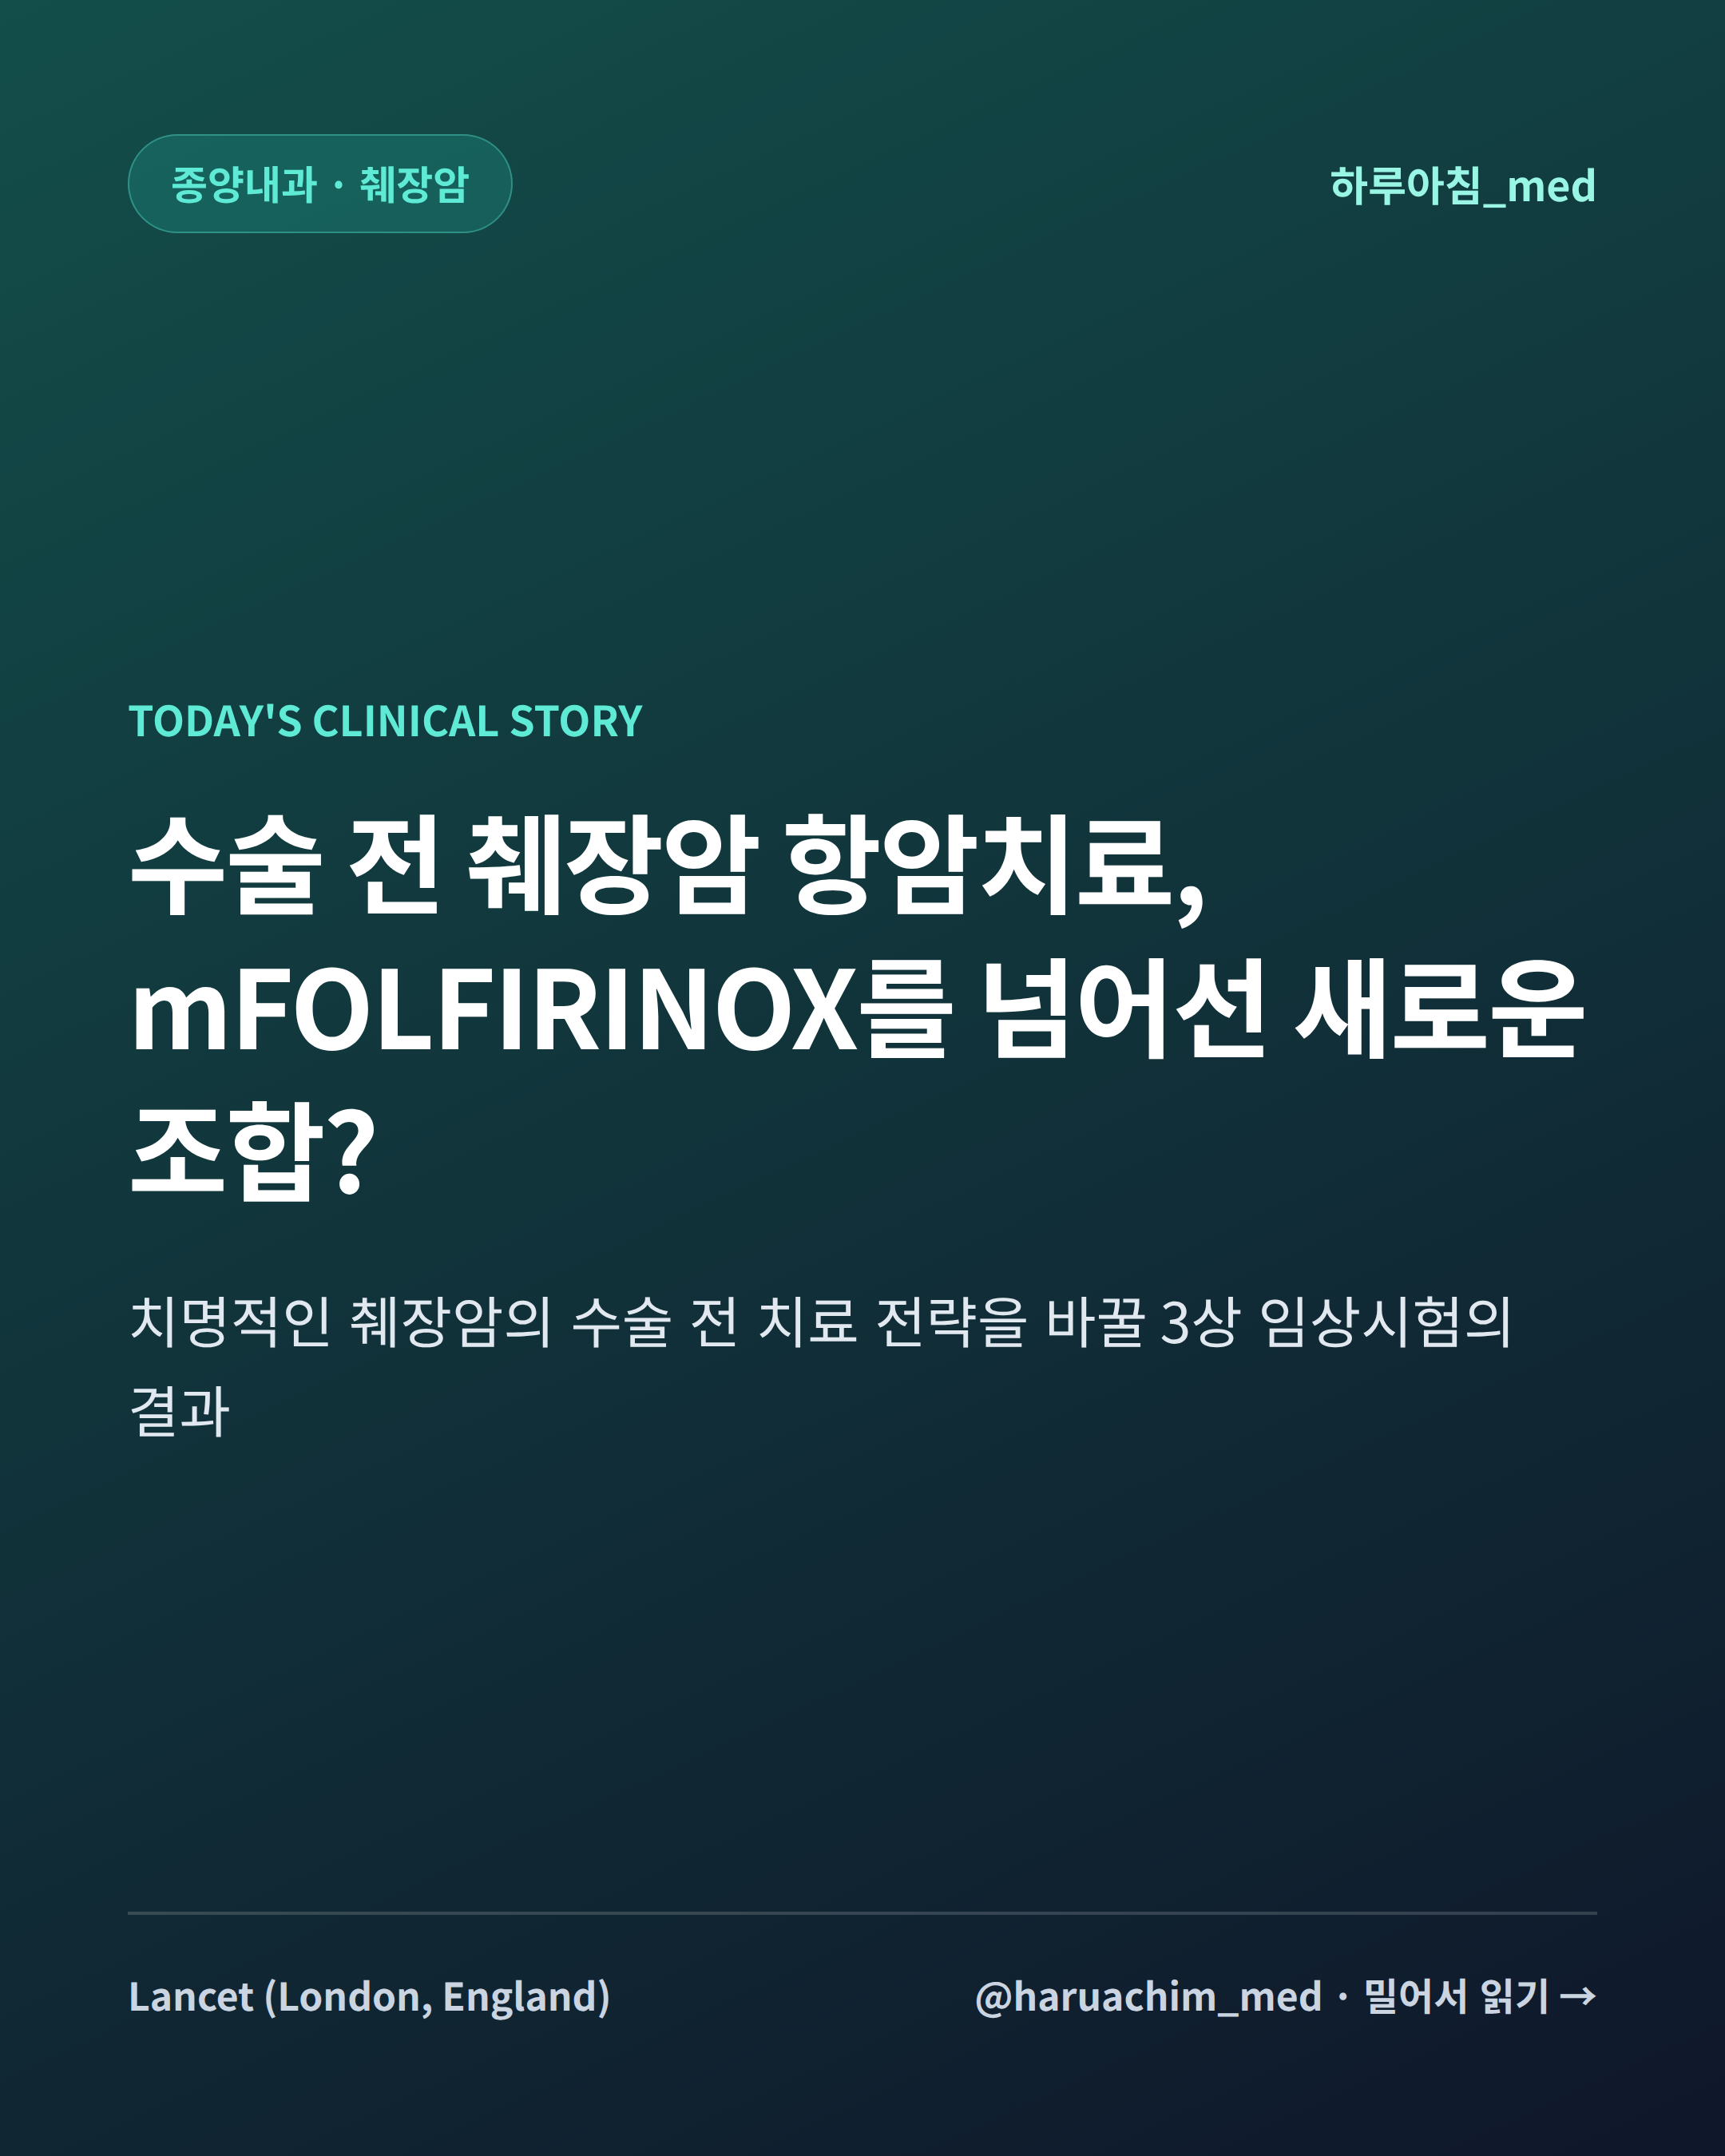 종양내과 · 췌장암
하루아침_med
TODAY'S CLINICAL STORY
수술 전 췌장암 항암치료,
mFOLFIRINOX를 넘어선 새로운
조합?
치명적인 췌장암의 수술 전 치료 전략을 바꿀 3상 임상시험의
결과
Lancet (London, England)
@haruachim_med · 밀어서 읽기 →